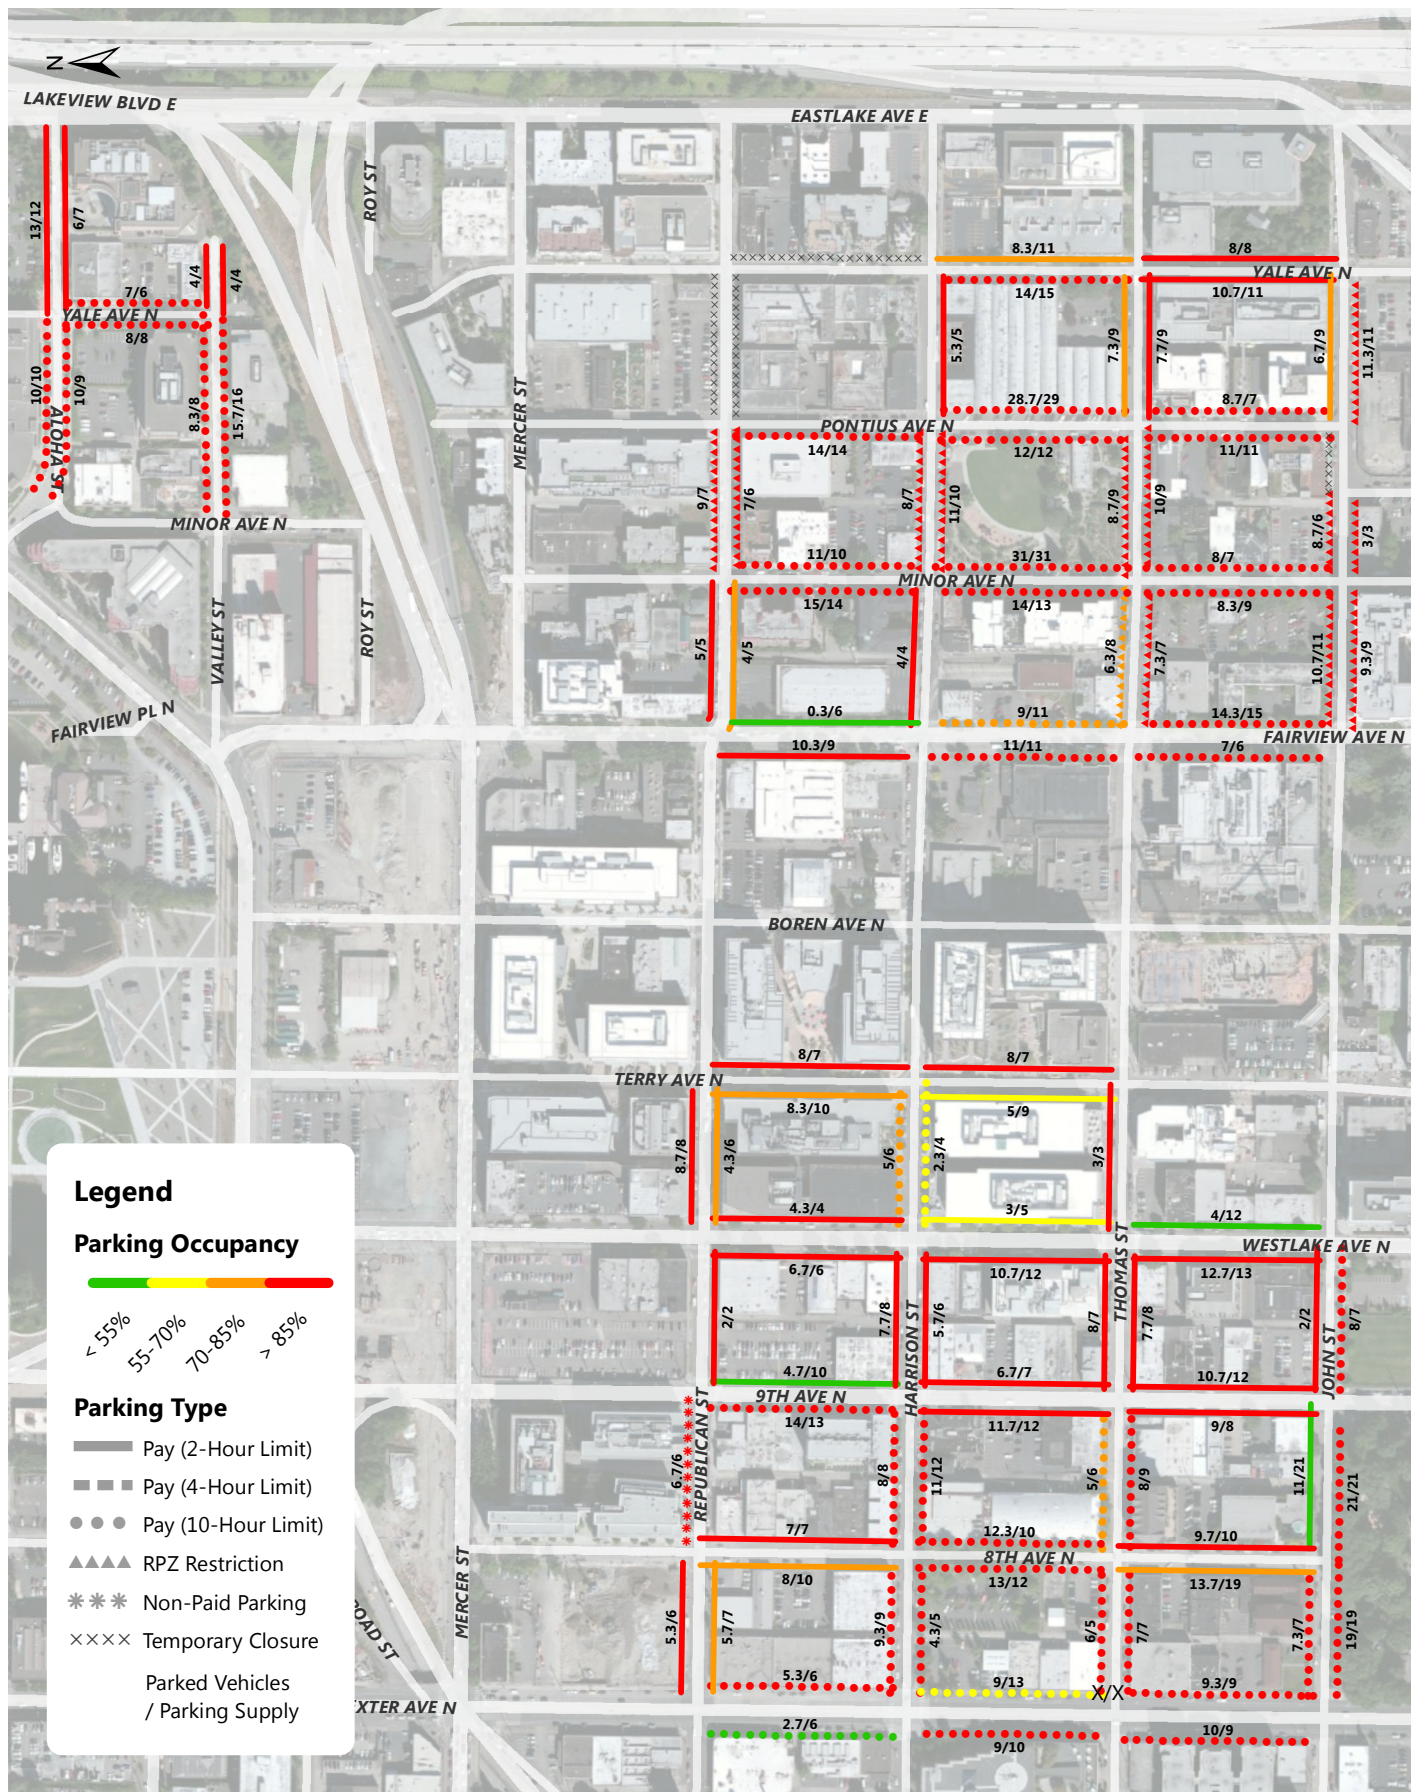 N
LAKEVIEW BLVD E
EASTLAKE AVE E
ROY ST
13/12
6/7
4/4
4/4
8.3/11
8/8
YALE AVE N
7/6
YALE AVE N
8/8
14/15
10.7/11
5.3/5
7.3/9
7.7/9
6.7/9
11.3/11
10/10
10/9
ALOHA ST
8.3/8
15.7/16
MERCER ST
28.7/29
8.7/7
PONTIUS AVE N
14/14
12/12
11/11
9/7
7/6
8/7
11/10
8.7/9
10/9
8.7/6
3/3
MINOR AVE N
11/10
31/31
8/7
MINOR AVE N
15/14
14/13
8.3/9
VALLEY ST
ROY ST
5/5
4/5
4/4
6.3/8
7.3/7
10.7/11
9.3/9
FAIRVIEW PL N
0.3/6
9/11
14.3/15
FAIRVIEW AVE N
10.3/9
11/11
7/6
BOREN AVE N
8/7
8/7
TERRY AVE N
8.3/10
5/9
8.7/8
4.3/6
5/6
2.3/4
3/3
4.3/4
3/5
4/12
THOMAS ST
WESTLAKE AVE N
6.7/6
10.7/12
12.7/13
2/2
7.7/8
HARRISON ST
5.7/6
8/7
7.7/8
2/2
JOHN ST
8/7
4.7/10
6.7/7
10.7/12
9TH AVE N
REPUBLICAN ST
14/13
11.7/12
9/8
6.7/6
8/8
11/12
5/6
8/9
11/21
21/21
7/7
12.3/10
9.7/10
8TH AVE N
MERCER ST
8/10
13/12
13.7/19
5.3/6
5.7/7
9.3/9
4.3/5
6/5
7/7
7.3/7
19/19
5.3/6
9/13
X/X
9.3/9
OAD ST
EXTER AVE N
2.7/6
9/10
10/9
Legend
Parking Occupancy
< 55%
55-70%
70-85%
> 85%
Parking Type
Pay (2-Hour Limit)
Pay (4-Hour Limit)
Pay (10-Hour Limit)
RPZ Restriction
Non-Paid Parking
Temporary Closure
Parked Vehicles
/ Parking Supply